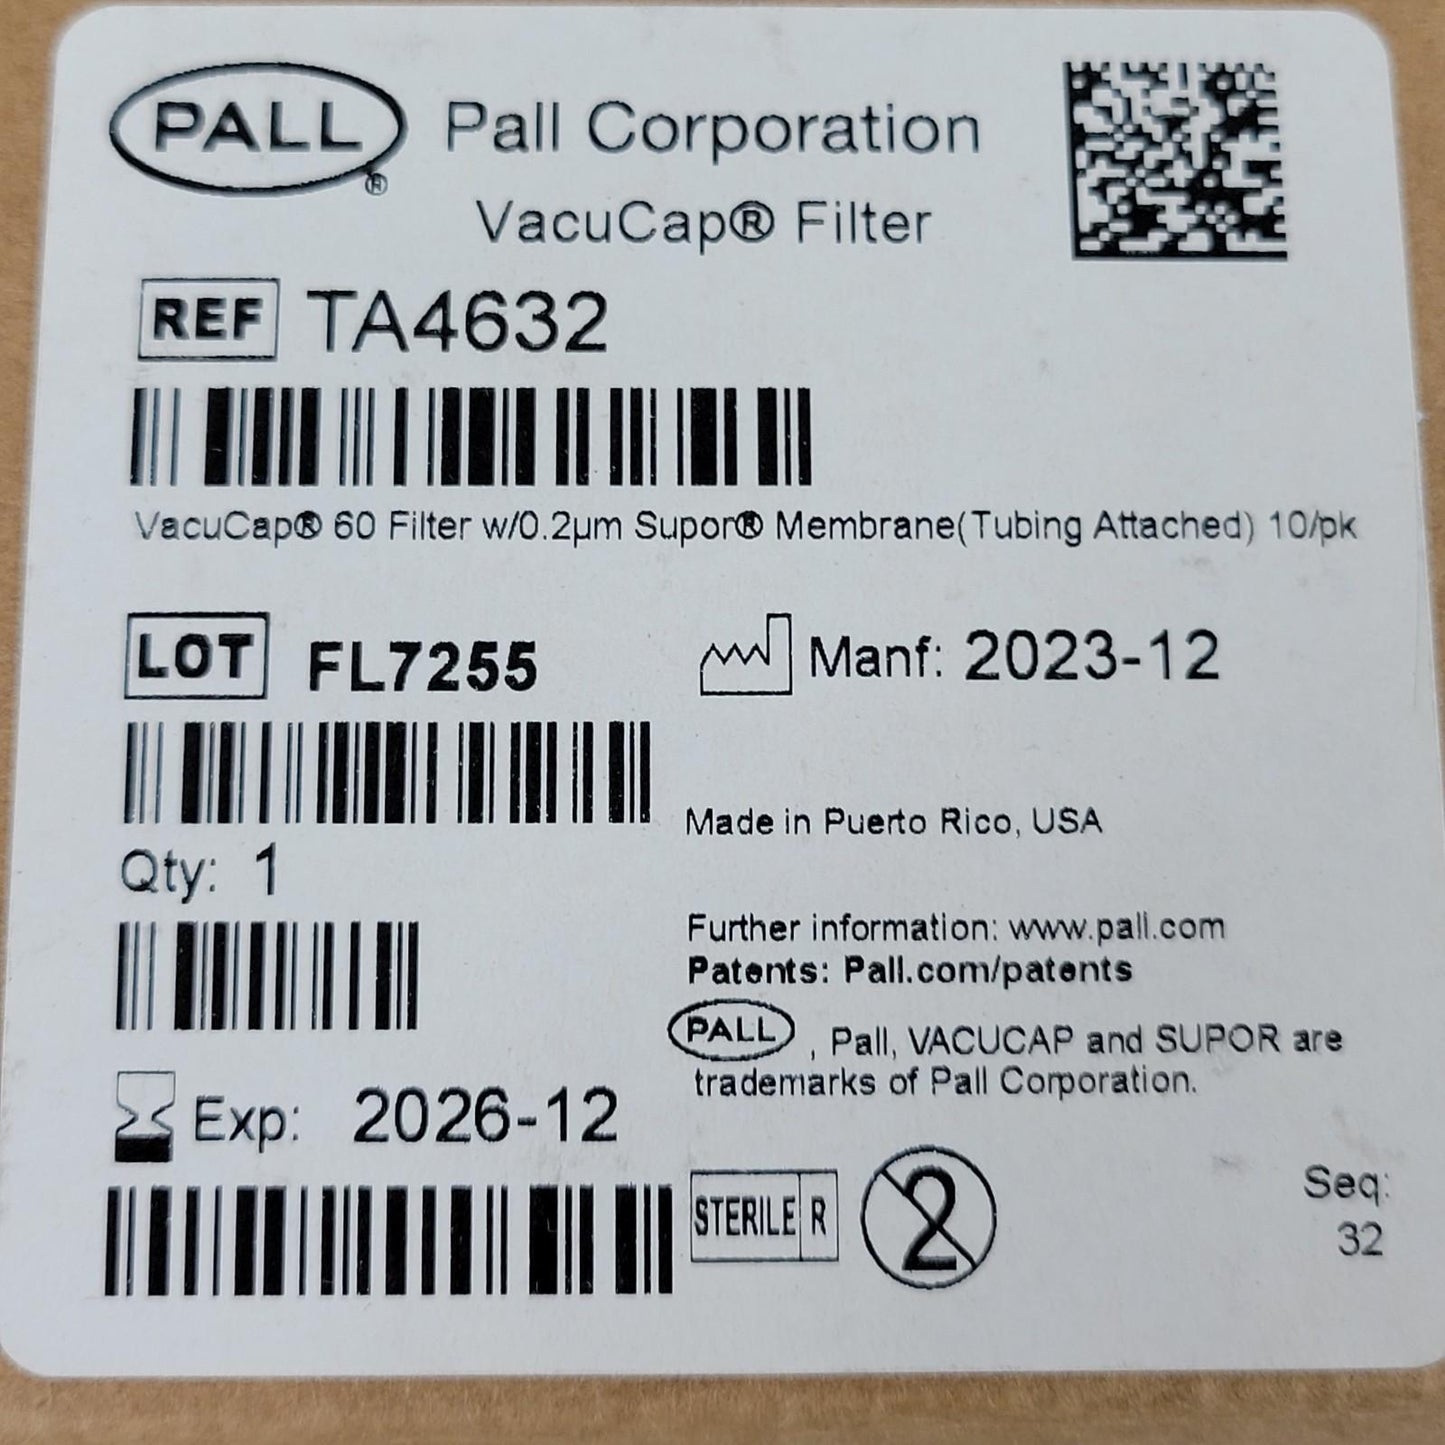 PALL® Pall Corporation
VacuCap® Filter
REF TA4632
VacuCap® 60 Filter w/0.2µm Supor® Membrane(Tubing Attached) 10/pk
LOT FL7255
Manf: 2023-12
Made in Puerto Rico, USA
Qty: 1
Further information: www.pall.com
Patents: Pall.com/patents
PALL , Pall, VACUCAP and SUPOR are
trademarks of Pall Corporation.
Exp: 2026-12
STERILE R
2
Seq:
32